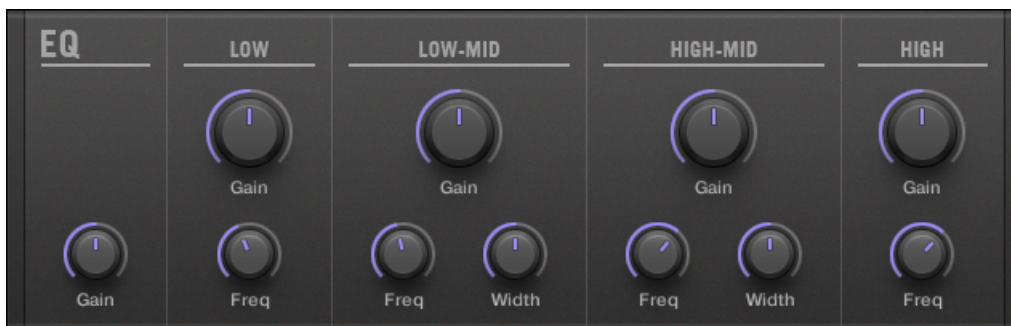 EQ
LOW
LOW-MID
HIGH-MID
HIGH
Gain
Gain
Gain
Gain
Gain
Freq
Freq
Width
Freq
Width
Freq